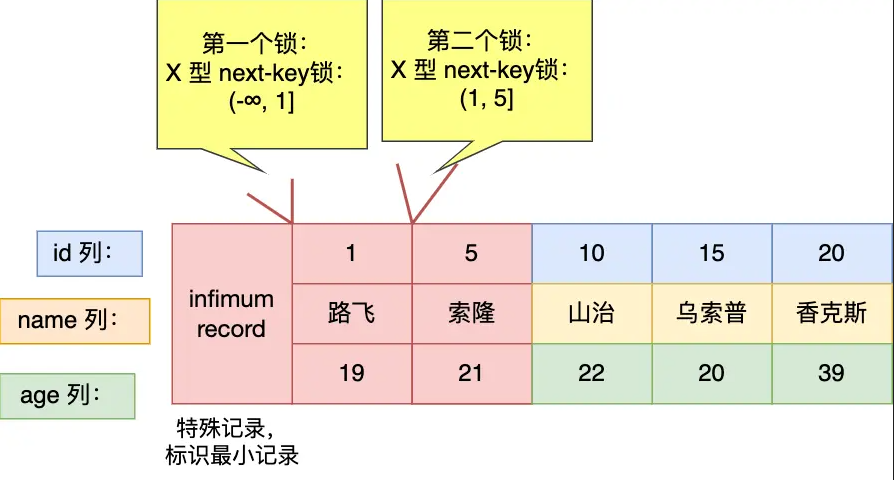 第一个锁：
X 型 next-key锁：
(-∞, 1]
第二个锁：
X 型 next-key锁：
(1, 5]
id 列：
1
5
10
15
20
name 列：
infimum
record
路飞
索隆
山治
乌索普
香克斯
age 列：
19
21
22
20
39
特殊记录，
标识最小记录